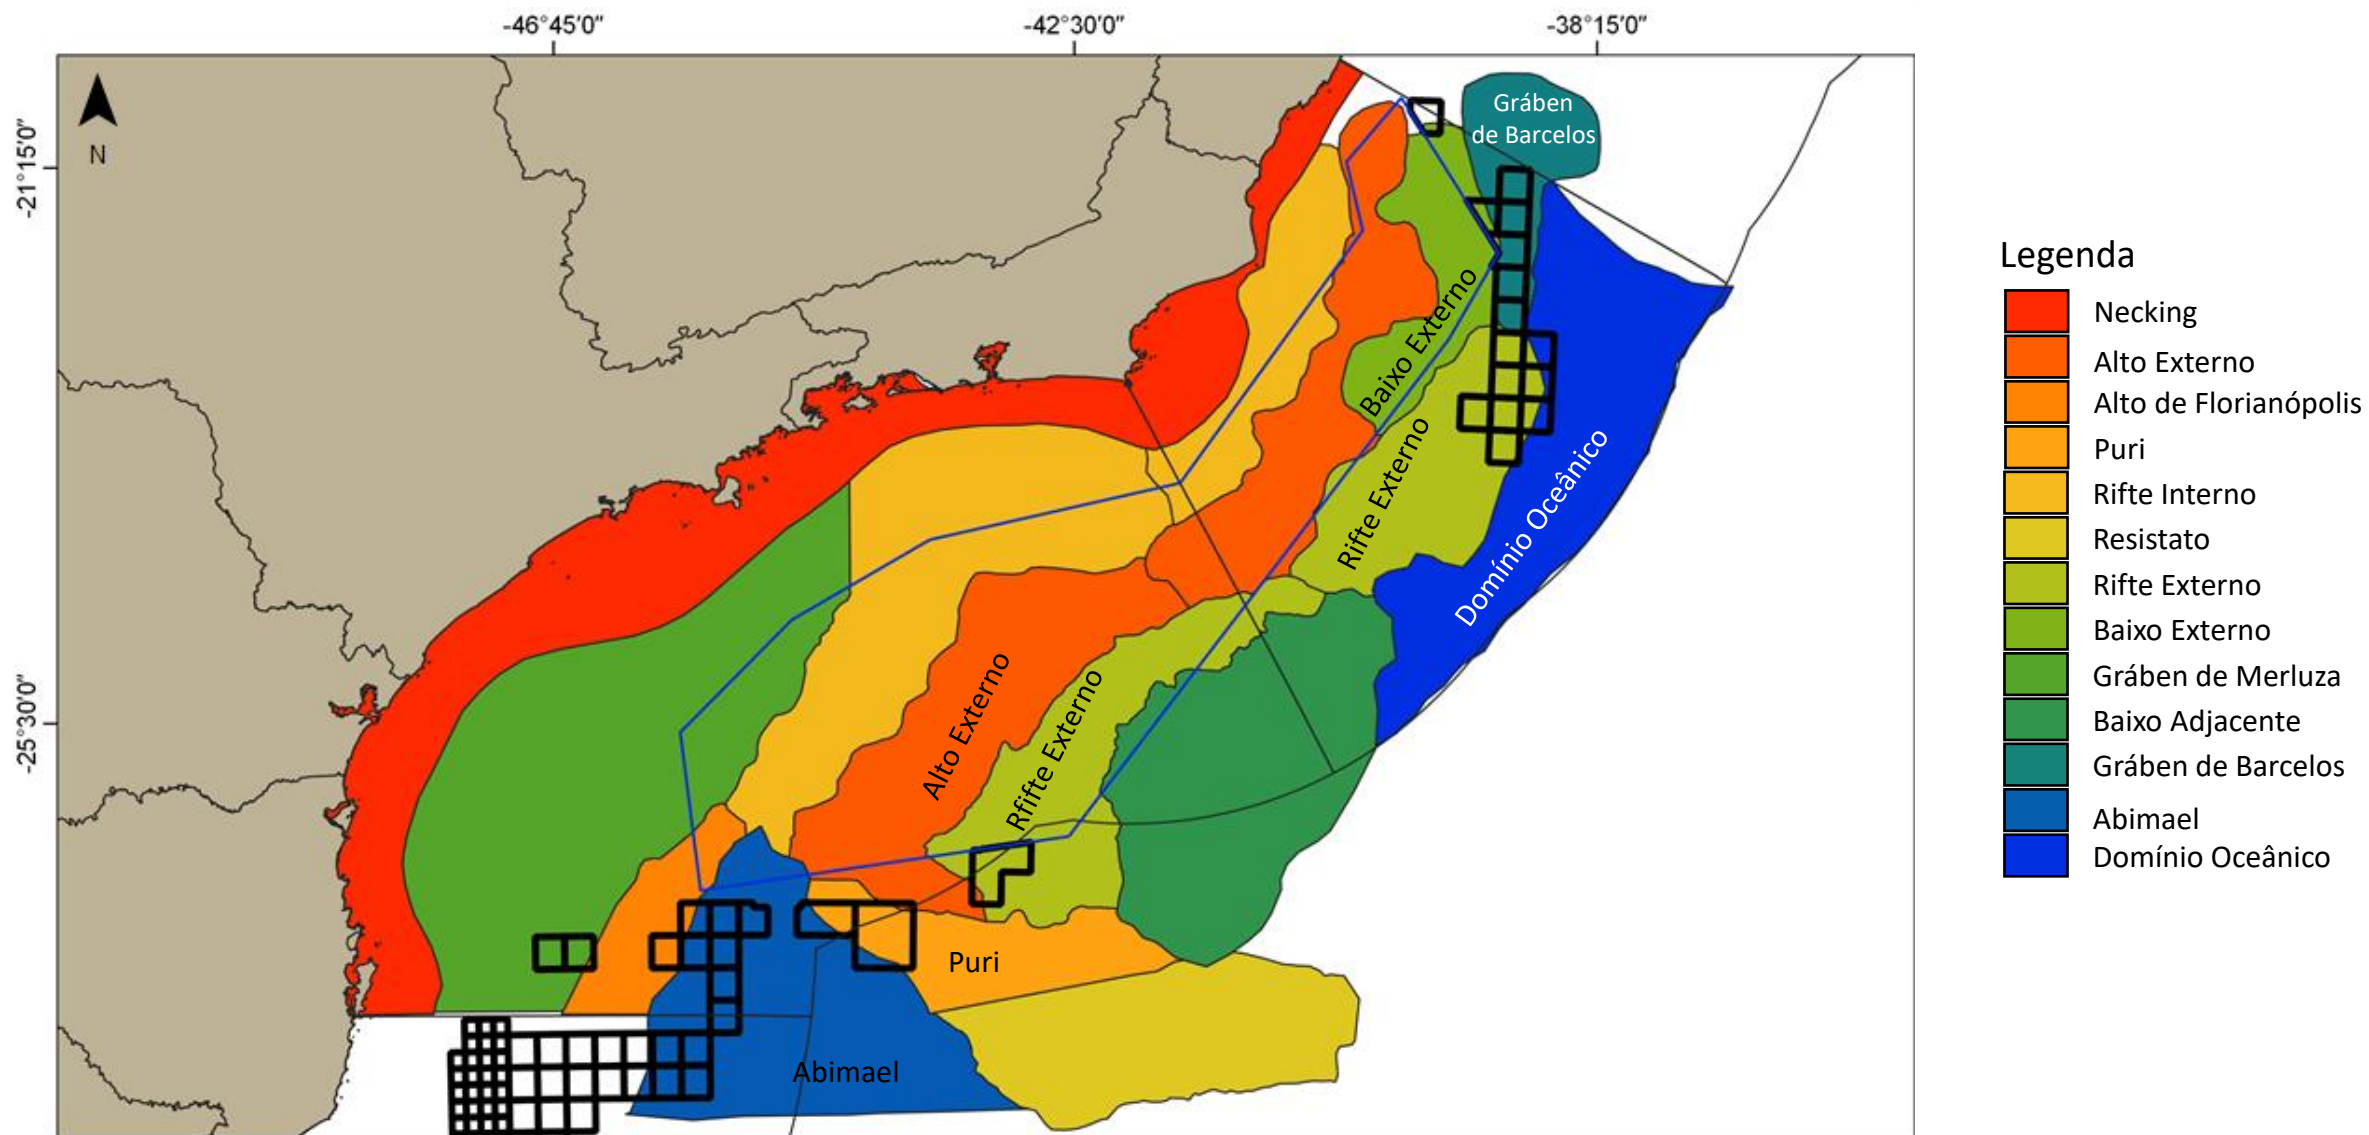 -46°45'0"
-42°30'0"
-38°15'0"
-21°15'0"
-25°30'0"
N
Gráben
de Barcelos
Baixo Externo
Rifte Externo
Domínio Oceânico
Alto Externo
Rfifte Externo
Puri
Abimael
Legenda
Necking
Alto Externo
Alto de Florianópolis
Puri
Rifte Interno
Resistato
Rifte Externo
Baixo Externo
Gráben de Merluza
Baixo Adjacente
Gráben de Barcelos
Abimael
Domínio Oceânico